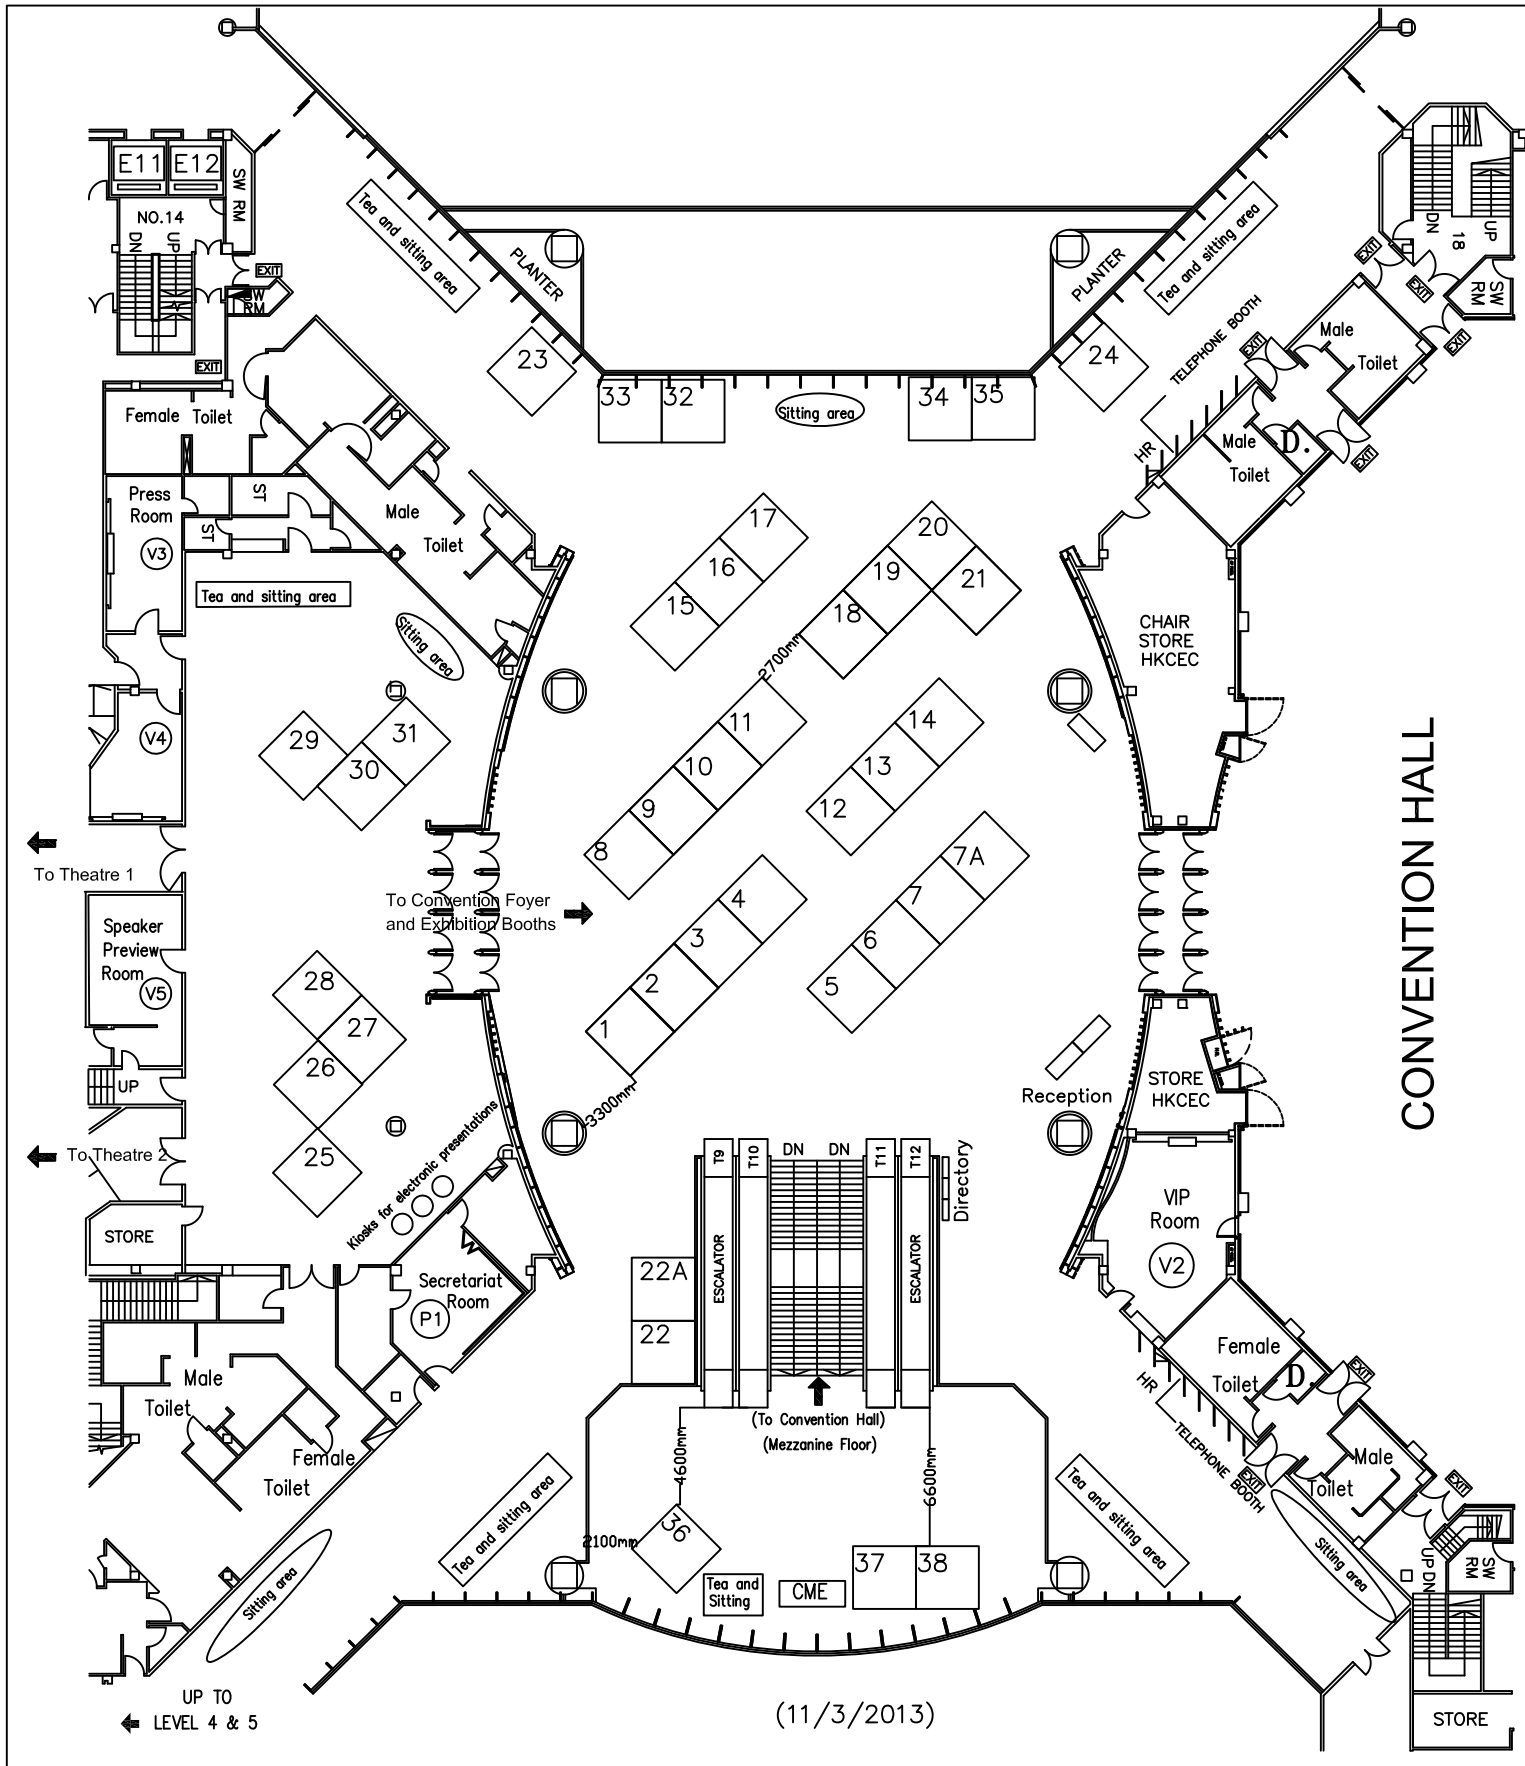 E11
E12
SW RM
NO.14
DN
UP
EXIT
SW
RM
EXIT
Tea and sitting area
PLANTER
PLANTER
Tea and sitting area
TELEPHONE BOOTH
HR
DN
UP
18
SW
RM
EXIT
EXIT
EXIT
EXIT
EXIT
Male
Toilet
Male
Toilet
D.
23
33
32
Sitting area
34
35
24
Female Toilet
Press
Room
V3
ST
ST
Male
Toilet
Tea and sitting area
Sitting area
V4
17
16
15
20
19
18
21
2700mm
CHAIR
STORE
HKCEC
29
31
30
11
10
9
8
14
13
12
To Theatre 1
To Convention Foyer
and Exhibition Booths
CONVENTION HALL
Speaker
Preview
Room
V5
UP
4
3
2
1
7A
7
6
5
28
27
26
25
3300mm
Reception
STORE
HKCEC
To Theatre 2
STORE
Kiosks for electronic presentations
Secretariat
Room
P1
T9
T10
DN
DN
T11
T12
ESCALATOR
ESCALATOR
Directory
22A
22
VIP
Room
V2
Female
Toilet
D.
EXIT
HR
TELEPHONE BOOTH
EXIT
Male
Toilet
EXIT
Male
Toilet
Female
Toilet
(To Convention Hall)
(Mezzanine Floor)
4600mm
6600mm
2100mm
36
37
38
Tea and sitting area
Tea and
Sitting
CME
Tea and sitting area
Sitting area
Sitting area
UP
DN
SW
RM
UP TO
LEVEL 4 & 5
(11/3/2013)
STORE